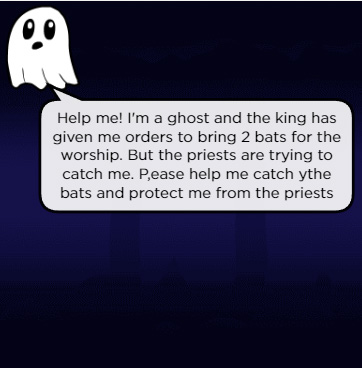 Help me! I'm a ghost and the king has
given me orders to bring 2 bats for the
worship. But the priests are trying to
catch me. P,ease help me catch ythe
bats and protect me from the priests